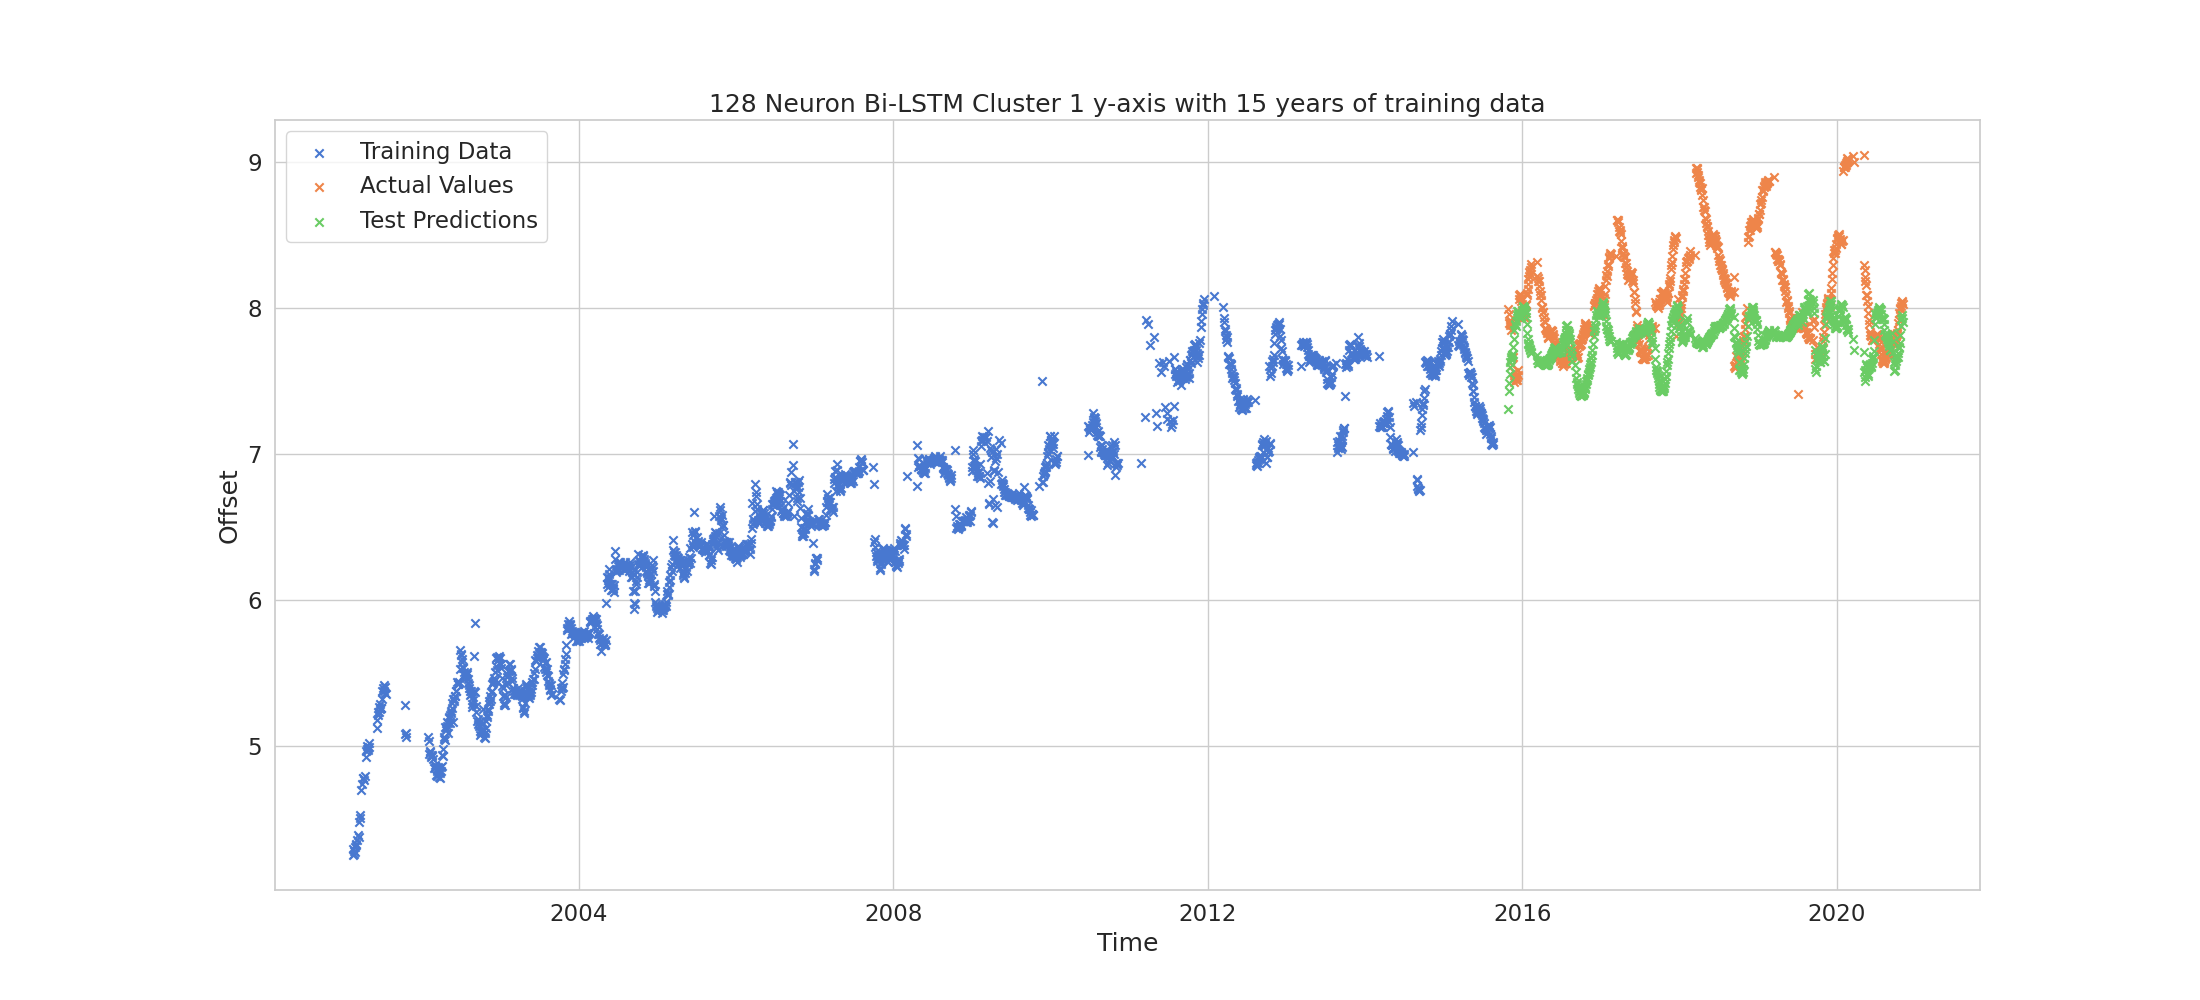 128 Neuron Bi-LSTM Cluster 1 y-axis with 15 years of training data
Training Data
Actual Values
Test Predictions
9
8
7
6
5
Offset
2004
2008
2012
2016
2020
Time